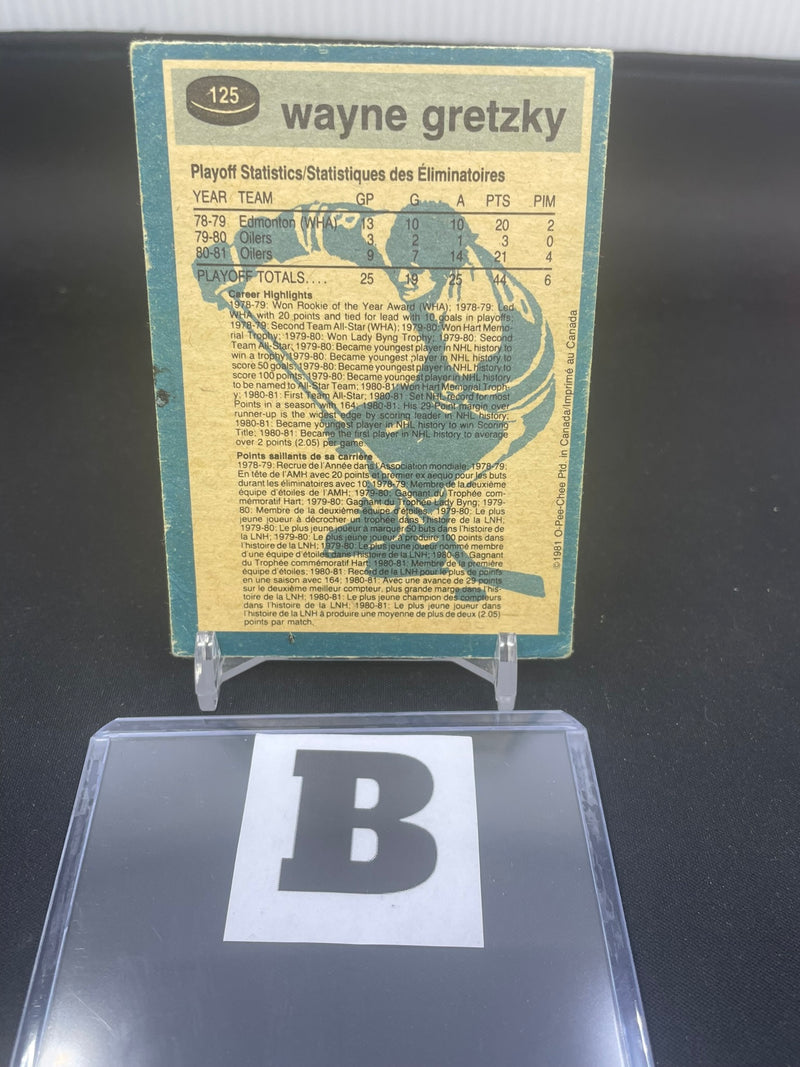 125
wayne gretzky
Playoff Statistics/Statistiques des Éliminatoires
YEAR TEAM GP G A PTS PIM
78-79 Edmonton (WHA) 13 10 10 20 2
79-80 Oilers 3 2 1 3 0
80-81 Oilers 9 7 14 21 4
PLAYOFF TOTALS.... 25 19 25 44 6
Career Highlights
1978-79: Won Rookie of the Year Award (WHA); 1978-79: Led
WHA with 20 points and tied for lead with 10 goals in playoffs;
1978-79: Second Team All-Star (WHA); 1979-80: Won Hart Memo-
rial Trophy; 1979-80: Won Lady Byng Trophy; 1979-80: Second
Team All-Star; 1979-80: Became youngest player in NHL history to
win a trophy; 1979-80: Became youngest player in NHL history to
score 50 goals; 1979-80: Became youngest player in NHL history to
score 100 points; 1979-80: Became youngest player in NHL history
to be named to All-Star Team; 1980-81: Won Hart Memorial Troph-
y; 1980-81: First Team All-Star; 1980-81: Set NHL record for most
Points in a season with 164; 1980-81: His 29-Point margin over
runner-up is the widest edge by scoring leader in NHL history;
1980-81: Became youngest player in NHL history to win Scoring
Title; 1980-81: Became the first player in NHL history to average
over 2 points (2.05) per game.
Points saillants de sa carrière
1978-79: Recrue de l'Année dans l'Association mondiale; 1978-79:
En tête de l'AMH avec 20 points et premier ex aequo pour les buts
durant les éliminatoires avec 10; 1978-79: Membre de la deuxième
équipe d'étoiles de l'AMH; 1979-80: Gagnant du Trophée com-
mémoratif Hart; 1979-80: Gagnant du Trophée Lady Byng; 1979-
80: Membre de la deuxième équipe d'étoiles; 1979-80: Le plus
jeune joueur à décrocher un trophée dans l'histoire de la LNH;
1979-80: Le plus jeune joueur à marquer 50 buts dans l'histoire de
la LNH; 1979-80: Le plus jeune joueur à produire 100 points dans
l'histoire de la LNH; 1979-80: Le plus jeune joueur nommé membre
d'une équipe d'étoiles dans l'histoire de la LNH; 1980-81: Gagnant
du Trophée commémoratif Hart; 1980-81: Membre de la première
équipe d'étoiles; 1980-81: Record de la LNH pour le plus de points
en une saison avec 164; 1980-81: Avec une avance de 29 points
sur le deuxième meilleur compteur, plus grande marge dans l'his-
toire de la LNH; 1980-81: Le plus jeune champion des compteurs
dans l'histoire de la LNH; 1980-81: Le plus jeune joueur dans
l'histoire de la LNH à produire une moyenne de plus de deux (2.05)
points par match.
©1981 O-Pee-Chee Ptd. in Canada/Imprimé au Canada
B